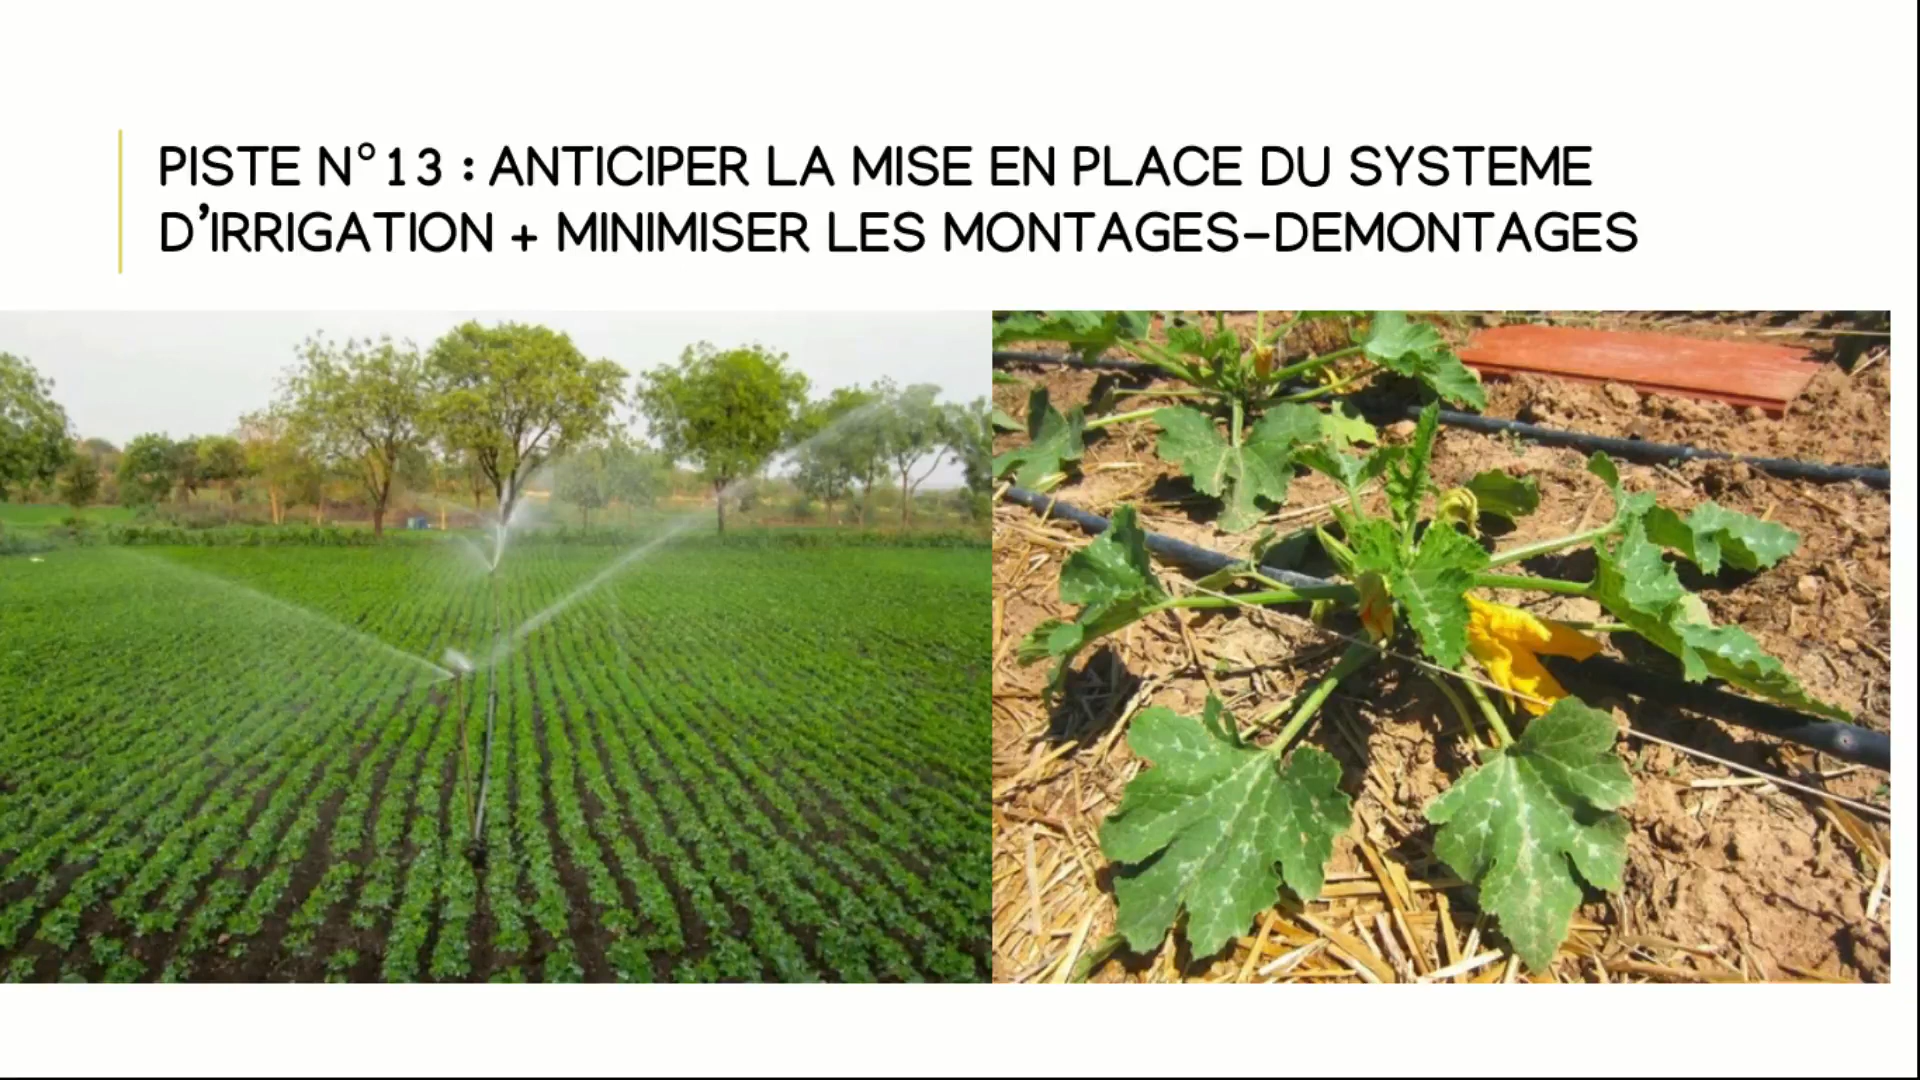 PISTE N°13 : ANTICIPER LA MISE EN PLACE DU SYSTEME
D'IRRIGATION + MINIMISER LES MONTAGES-DEMONTAGES